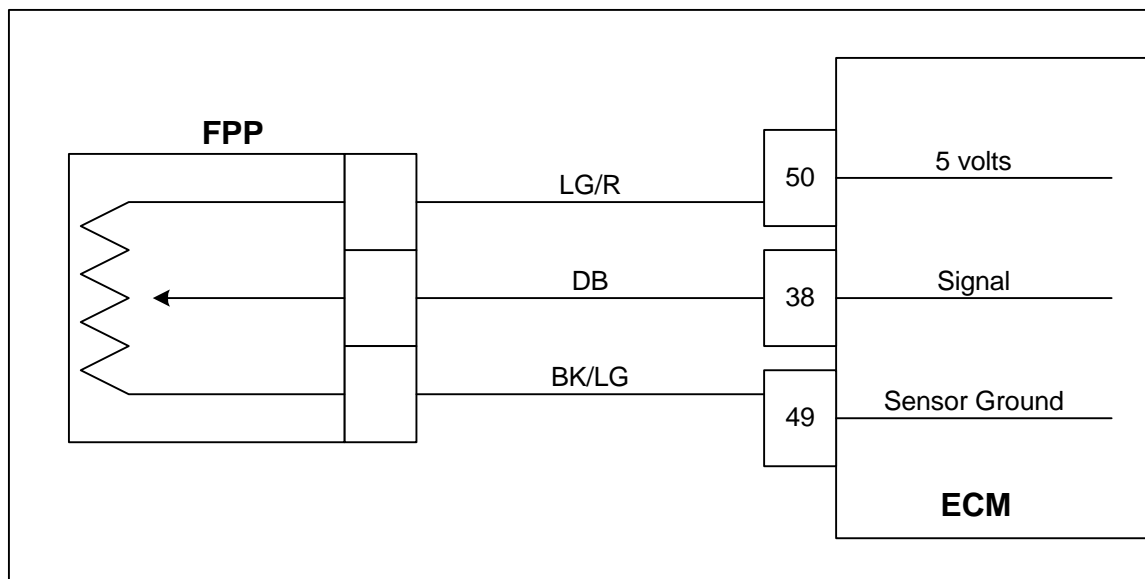 FPP
LG/R
50
5 volts
DB
38
Signal
BK/LG
49
Sensor Ground
ECM